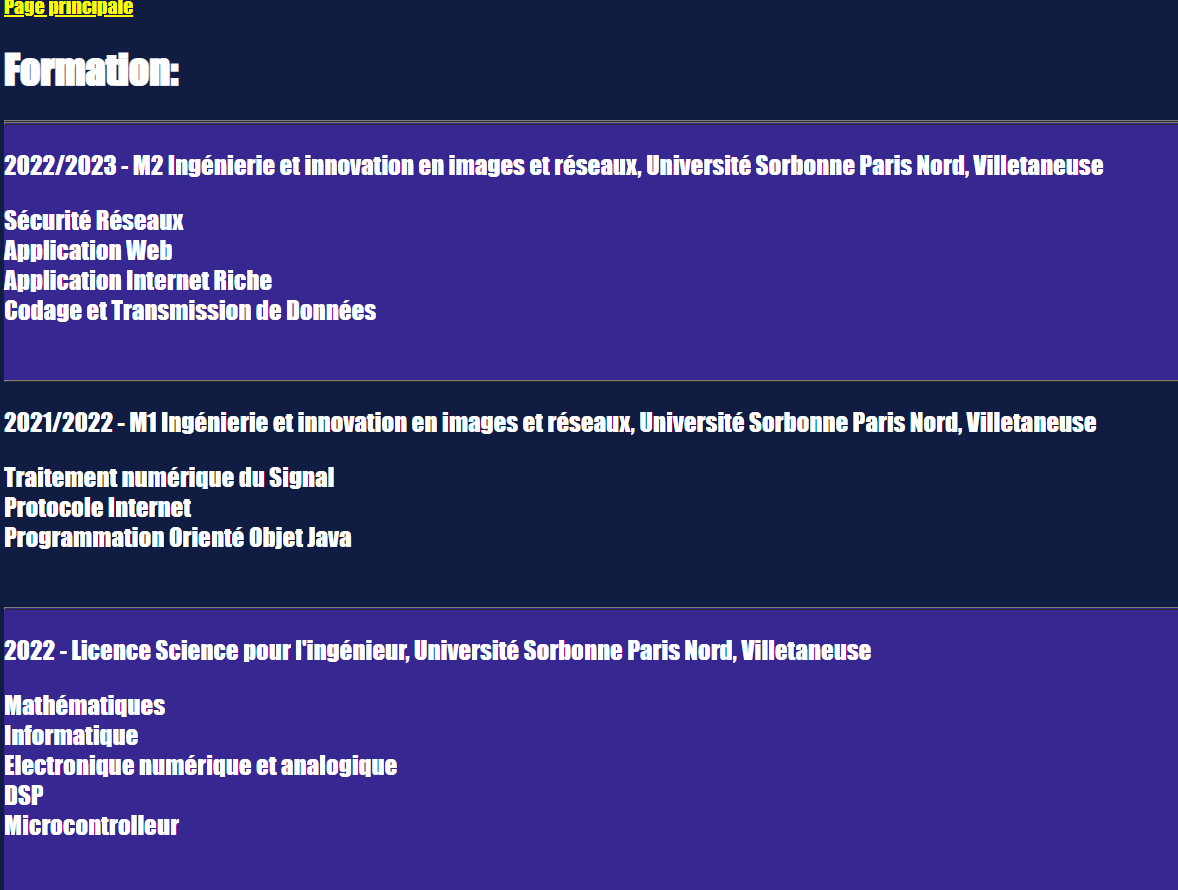 Page principale
Formation:
2022/2023 - M2 Ingénierie et innovation en images et réseaux, Université Sorbonne Paris Nord, Villetaneuse
Sécurité Réseaux
Application Web
Application Internet Riche
Codage et Transmission de Données
2021/2022 - M1 Ingénierie et innovation en images et réseaux, Université Sorbonne Paris Nord, Villetaneuse
Traitement numérique du Signal
Protocole Internet
Programmation Orienté Objet Java
2022 - Licence Science pour l'ingénieur, Université Sorbonne Paris Nord, Villetaneuse
Mathématiques
Informatique
Electronique numérique et analogique
DSP
Microcontrolleur